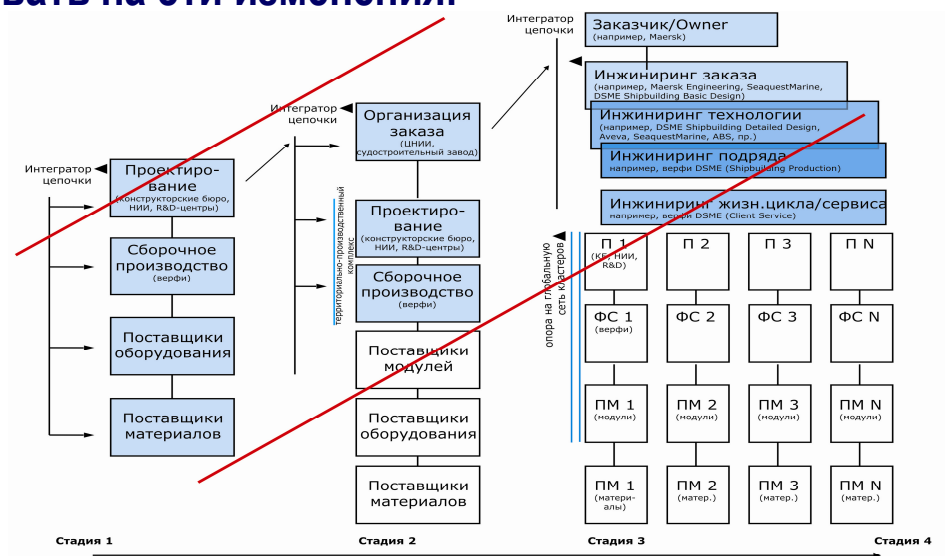 вать на эти изменения.
Интегратор
цепочки
Проектиро-
вание
(конструкторские бюро,
НИИ, R&D-центры)
Сборочное
производство
(верфи)
Поставщики
оборудования
Поставщики
материалов
Интегратор
цепочки
Организация
заказа
(ЦНИИ,
судостроительный завод)
территориально-производственный
комплекс
Проектиро-
вание
(конструкторские бюро,
НИИ, R&D-центры)
Сборочное
производство
(верфи)
Поставщики
модулей
Поставщики
оборудования
Поставщики
материалов
Интегратор
цепочки
Заказчик/Owner
(например, Maersk)
Инжиниринг заказа
(например, Maersk Engineering, SeaquestMarine,
DSME Shipbuilding Basic Design)
Инжиниринг технологии
(например, DSME Shipbuilding Detailed Design,
Aveva, SeaquestMarine, ABS, пр.)
Инжиниринг подряда
например, верфи DSME (Shipbuilding Production)
Инжиниринг жизн.цикла/сервиса
например, верфи DSME (Client Service)
опора на глобальную
сеть кластеров
П 1
(КБ, НИИ,
R&D)
П 2
П 3
П N
ФС 1
(верфи)
ФС 2
ФС 3
ФС N
ПМ 1
(модули)
ПМ 2
(модули)
ПМ 3
(модули)
ПМ N
(модули)
ПМ 1
(матери-
алы)
ПМ 2
(матер.)
ПМ 3
(матер.)
ПМ N
(матер.)
Стадия 1
Стадия 2
Стадия 3
Стадия 4